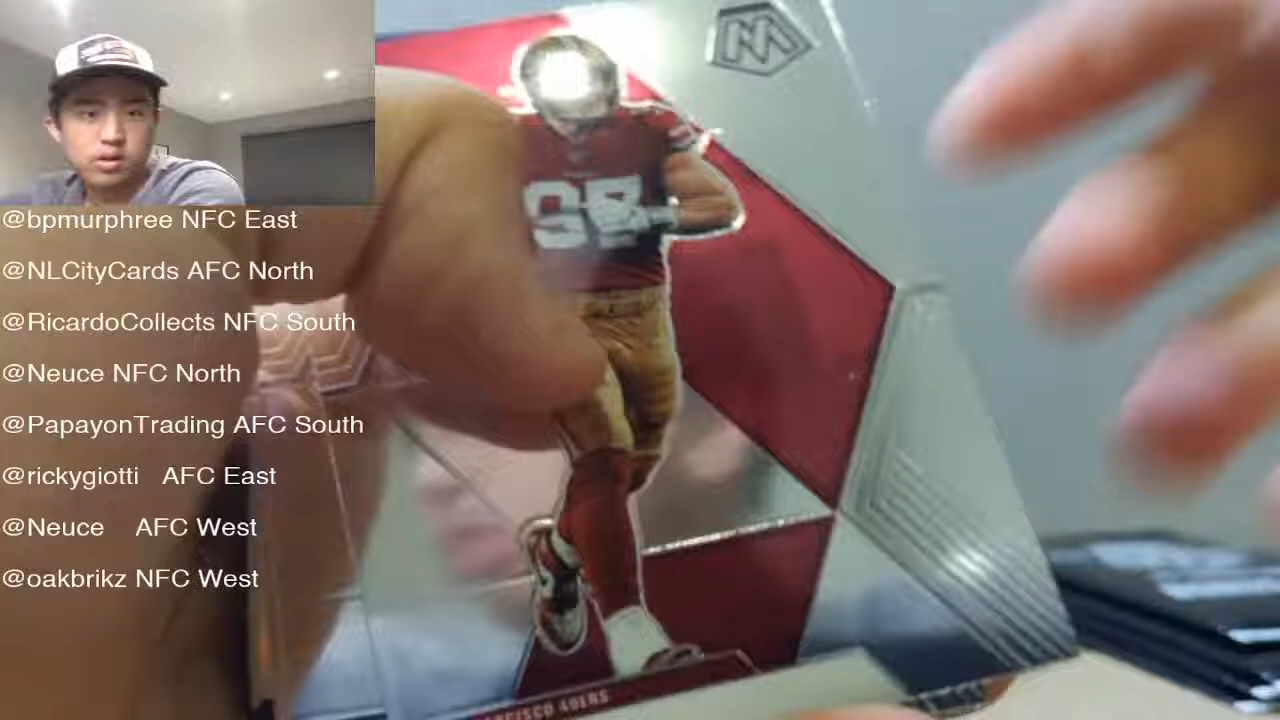 @bpmurphree NFC East
@NLCityCards AFC North
@RicardoCollects NFC South
@Neuce NFC North
@PapayonTrading AFC South
@rickygiotti AFC East
@Neuce AFC West
@oakbrikz NFC West
49ERS